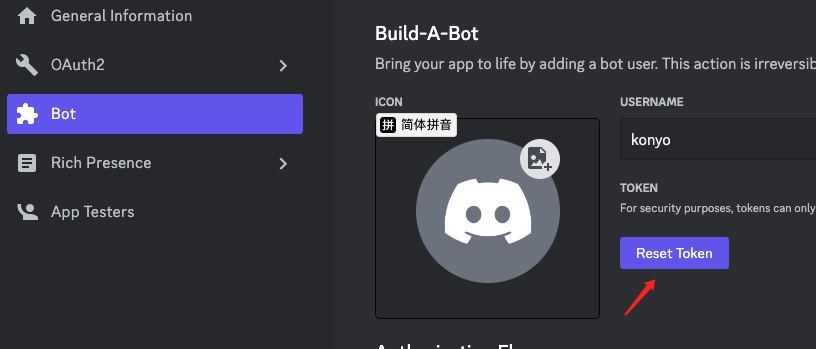 General Information
OAuth2
Bot
Rich Presence
App Testers
Build-A-Bot
Bring your app to life by adding a bot user. This action is
ICON
拼 简体拼音
USERNAME
konyo
TOKEN
For security purposes, tokens can only
Reset Token